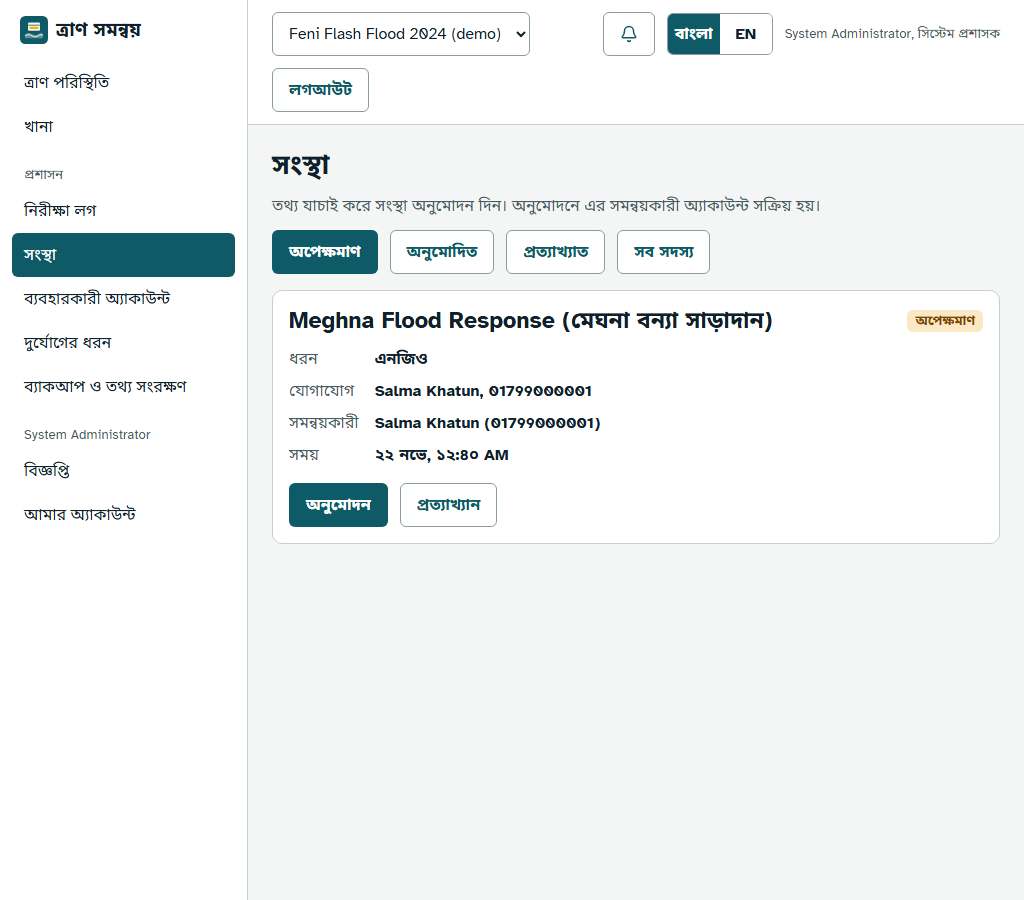 ত্রাণ সমন্বয়
ত্রাণ পরিস্থিতি
খানা
প্রশাসন
নিরীক্ষা লগ
সংস্থা
ব্যবহারকারী অ্যাকাউন্ট
দুর্যোগের ধরন
ব্যাকআপ ও তথ্য সংরক্ষণ
System Administrator
বিজ্ঞপ্তি
আমার অ্যাকাউন্ট
Feni Flash Flood 2024 (demo)
বাংলা EN
System Administrator, সিস্টেম প্রশাসক
লগআউট
সংস্থা
তথ্য যাচাই করে সংস্থা অনুমোদন দিন। অনুমোদনে এর সমন্বয়কারী অ্যাকাউন্ট সক্রিয় হয়।
অপেক্ষমাণ অনুমোদিত প্রত্যাখ্যাত সব সদস্য
Meghna Flood Response (মেঘনা বন্যা সাড়াদান) অপেক্ষমাণ
ধরন এনজিও
যোগাযোগ Salma Khatun, 01799000001
সমন্বয়কারী Salma Khatun (01799000001)
সময় ২২ নভে, ১২:৪০ AM
অনুমোদন প্রত্যাখ্যান